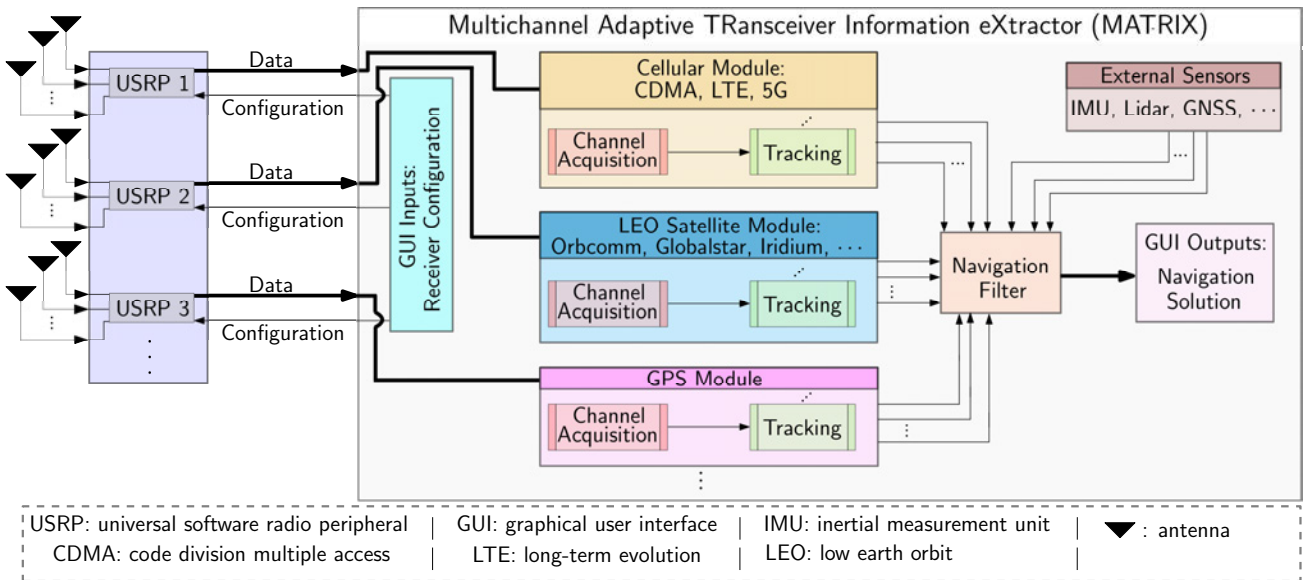 Multichannel Adaptive TRansceiver Information eXtractor (MATRIX)
USRP 1
Data
Configuration
USRP 2
Data
Configuration
USRP 3
Data
Configuration
GUI Inputs:
Receiver Configuration
Cellular Module:
CDMA, LTE, 5G
Channel
Acquisition
Tracking
LEO Satellite Module:
Orbcomm, Globalstar, Iridium, · · ·
Channel
Acquisition
Tracking
GPS Module
Channel
Acquisition
Tracking
External Sensors
IMU, Lidar, GNSS, · · ·
Navigation
Filter
GUI Outputs:
Navigation
Solution
USRP: universal software radio peripheral
GUI: graphical user interface
IMU: inertial measurement unit
: antenna
CDMA: code division multiple access
LTE: long-term evolution
LEO: low earth orbit